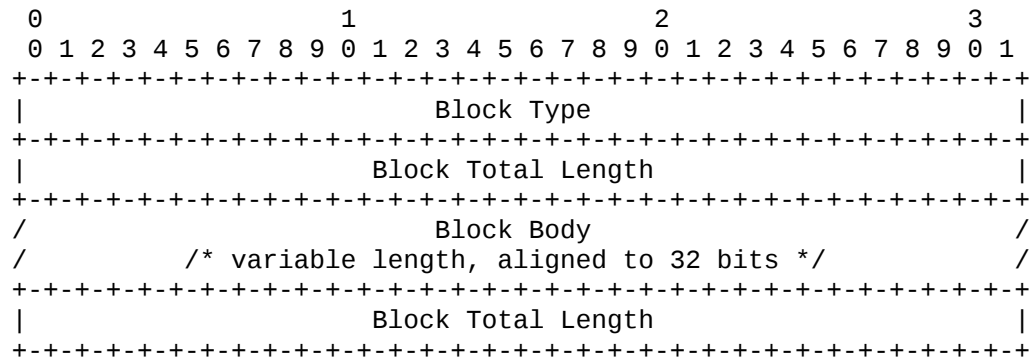 0                   1                   2                   3
 0 1 2 3 4 5 6 7 8 9 0 1 2 3 4 5 6 7 8 9 0 1 2 3 4 5 6 7 8 9 0 1
+-+-+-+-+-+-+-+-+-+-+-+-+-+-+-+-+-+-+-+-+-+-+-+-+-+-+-+-+-+-+-+-+
|                          Block Type                           |
+-+-+-+-+-+-+-+-+-+-+-+-+-+-+-+-+-+-+-+-+-+-+-+-+-+-+-+-+-+-+-+-+
|                      Block Total Length                       |
+-+-+-+-+-+-+-+-+-+-+-+-+-+-+-+-+-+-+-+-+-+-+-+-+-+-+-+-+-+-+-+-+
/                          Block Body                           /
/          /* variable length, aligned to 32 bits */            /
+-+-+-+-+-+-+-+-+-+-+-+-+-+-+-+-+-+-+-+-+-+-+-+-+-+-+-+-+-+-+-+-+
|                      Block Total Length                       |
+-+-+-+-+-+-+-+-+-+-+-+-+-+-+-+-+-+-+-+-+-+-+-+-+-+-+-+-+-+-+-+-+